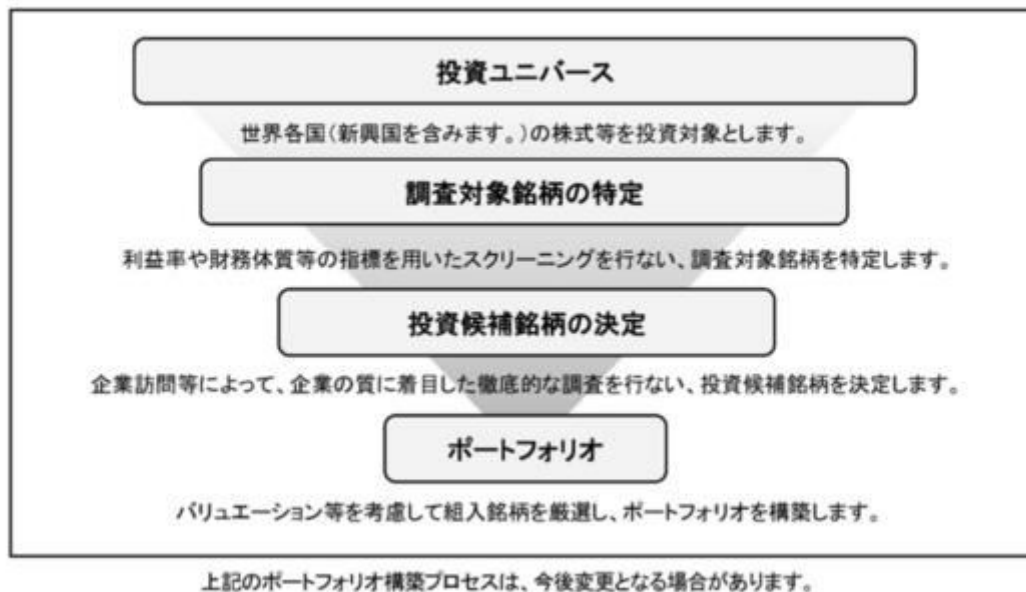 投資ユニバース
世界各国(新興国を含みます。)の株式等を投資対象とします。
調査対象銘柄の特定
利益率や財務体質等の指標を用いたスクリーニングを行ない、調査対象銘柄を特定します。
投資候補銘柄の決定
企業訪問等によって、企業の質に着目した徹底的な調査を行ない、投資候補銘柄を決定します。
ポートフォリオ
バリュエーション等を考慮して組入銘柄を厳選し、ポートフォリオを構築します。
上記のポートフォリオ構築プロセスは、今後変更となる場合があります。